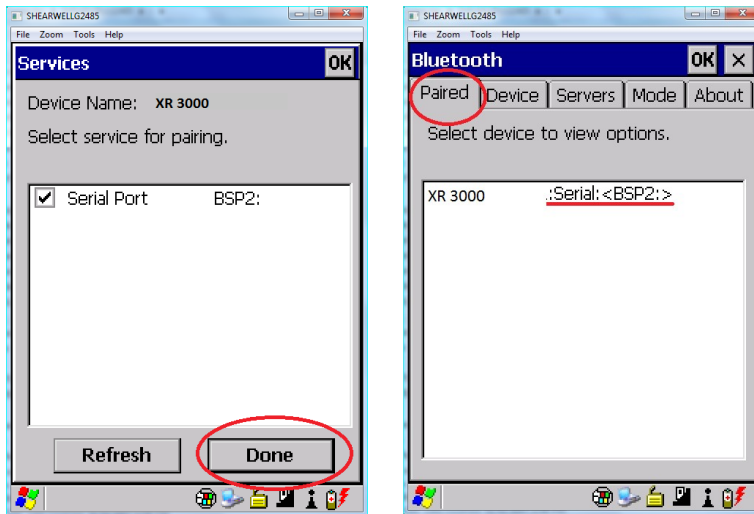 SHEARWELLG2485
File Zoom Tools Help
Services OK
Device Name: XR 3000
Select service for pairing.
Serial Port BSP2:
Refresh Done
SHEARWELLG2485
File Zoom Tools Help
Bluetooth OK ×
Paired Device Servers Mode About
Select device to view options.
XR 3000 .:Serial:<BSP2:>